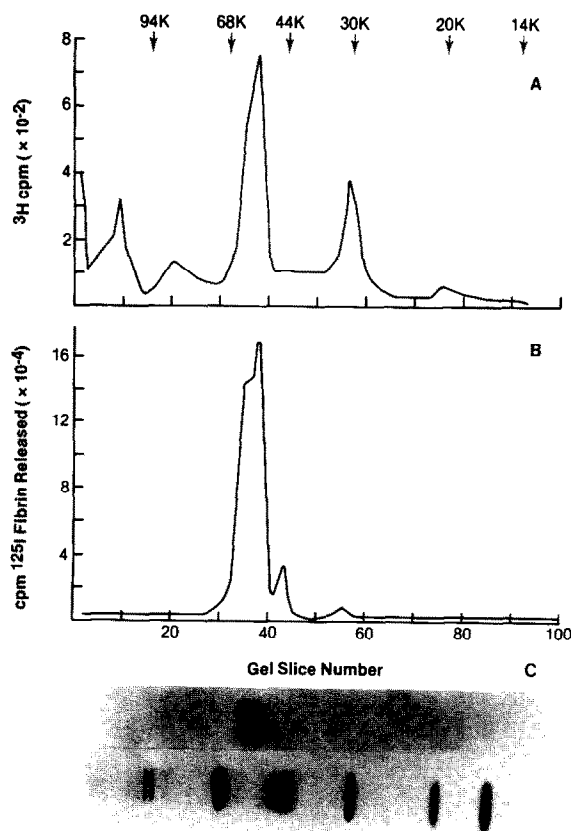 94K 68K 44K 30K 20K 14K
A
8
6
4
2
³H cpm ( × 10⁻²)
B
16
12
8
4
cpm ¹²⁵I Fibrin Released ( × 10⁻⁴)
20 40 60 80 100
Gel Slice Number
C